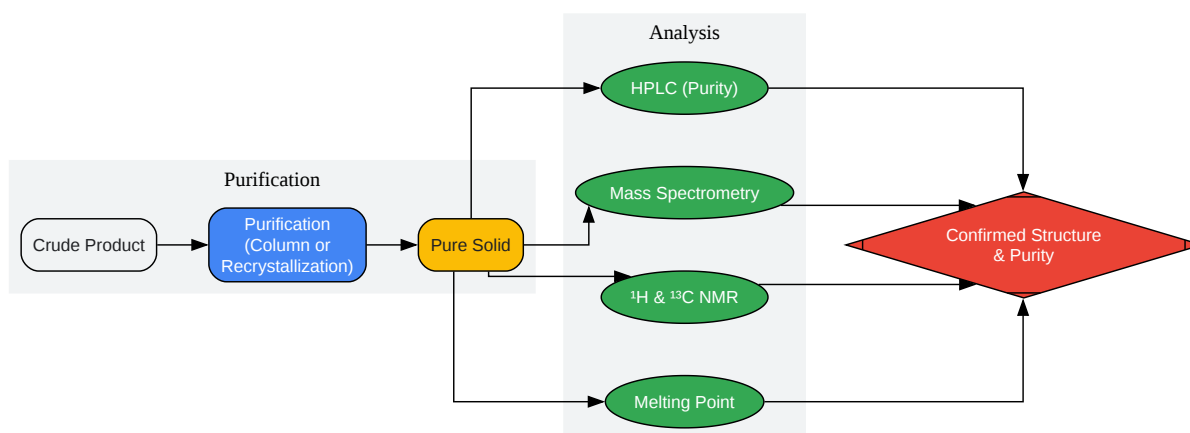 Analysis
HPLC (Purity)
Purification
Mass Spectrometry
Crude Product
Purification
(Column or
Recrystallization)
Pure Solid
Confirmed Structure
& Purity
¹H & ¹³C NMR
Melting Point